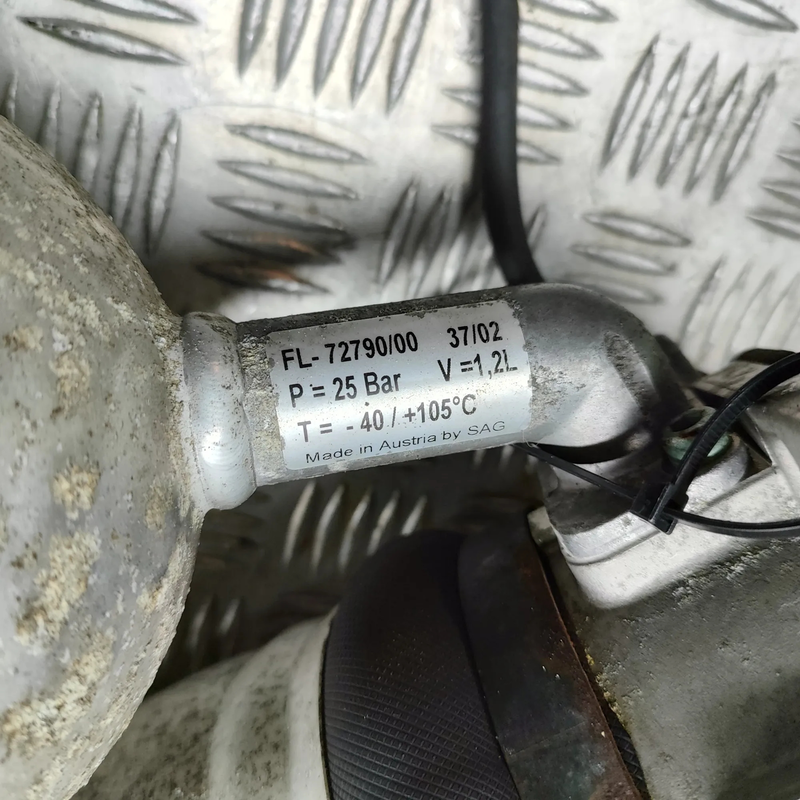 FL- 72790/00 37/02
P = 25 Bar V =1,2L
T = - 40 / +105°C
Made in Austria by SAG